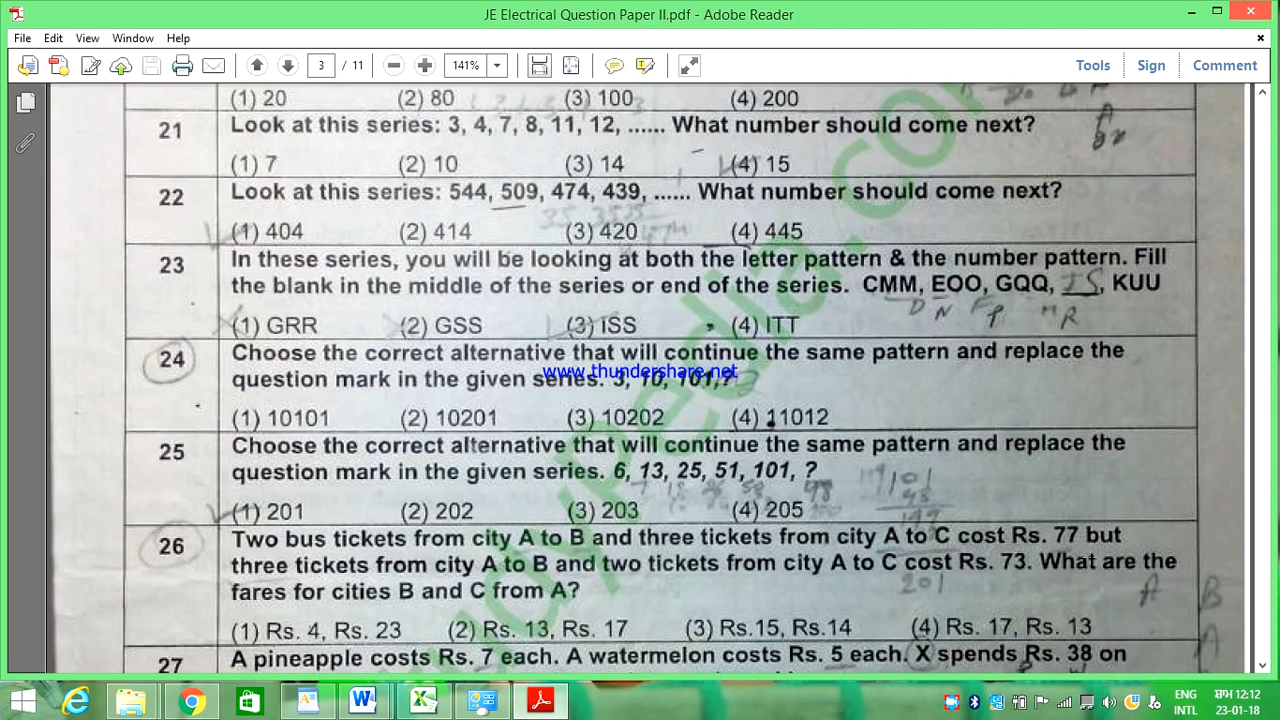 JE Electrical Question Paper II.pdf - Adobe Reader
File Edit View Window Help
3 / 11 141% Tools Sign Comment
(1) 20 (2) 80 (3) 100 (4) 200
21 Look at this series: 3, 4, 7, 8, 11, 12, ...... What number should come next?
(1) 7 (2) 10 (3) 14 (4) 15
22 Look at this series: 544, 509, 474, 439, ...... What number should come next?
(1) 404 (2) 414 (3) 420 (4) 445
23 In these series, you will be looking at both the letter pattern & the number pattern. Fill
the blank in the middle of the series or end of the series. CMM, EOO, GQQ, ___, KUU
(1) GRR (2) GSS (3) ISS (4) ITT
24 Choose the correct alternative that will continue the same pattern and replace the
question mark in the given series. 3, 10, 101,?
www.thundershare.net
(1) 10101 (2) 10201 (3) 10202 (4) 11012
25 Choose the correct alternative that will continue the same pattern and replace the
question mark in the given series. 6, 13, 25, 51, 101, ?
(1) 201 (2) 202 (3) 203 (4) 205
26 Two bus tickets from city A to B and three tickets from city A to C cost Rs. 77 but
three tickets from city A to B and two tickets from city A to C cost Rs. 73. What are the
fares for cities B and C from A?
201
(1) Rs. 4, Rs. 23 (2) Rs. 13, Rs. 17 (3) Rs.15, Rs.14 (4) Rs. 17, Rs. 13
27 A pineapple costs Rs. 7 each. A watermelon costs Rs. 5 each. X spends Rs. 38 on
ENG 12:12
INTL 23-01-18